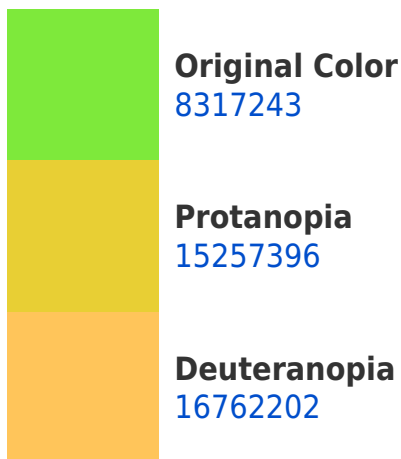 Original Color
8317243
Protanopia
15257396
Deuteranopia
16762202